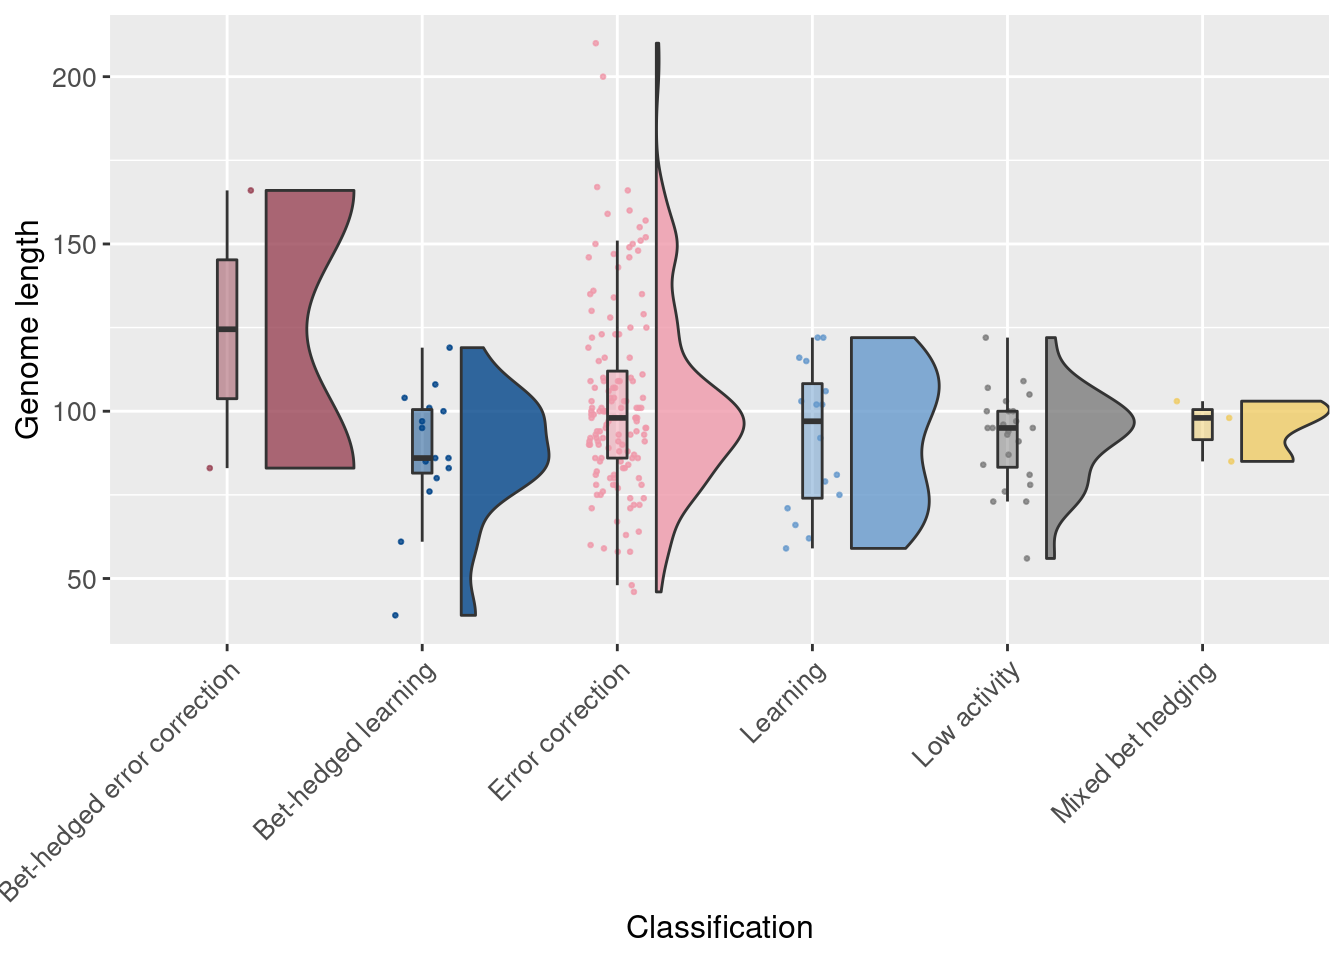 Genome length
200
150
100
50
Bet-hedged error correction
Bet-hedged learning
Error correction
Learning
Low activity
Mixed bet hedging
Classification